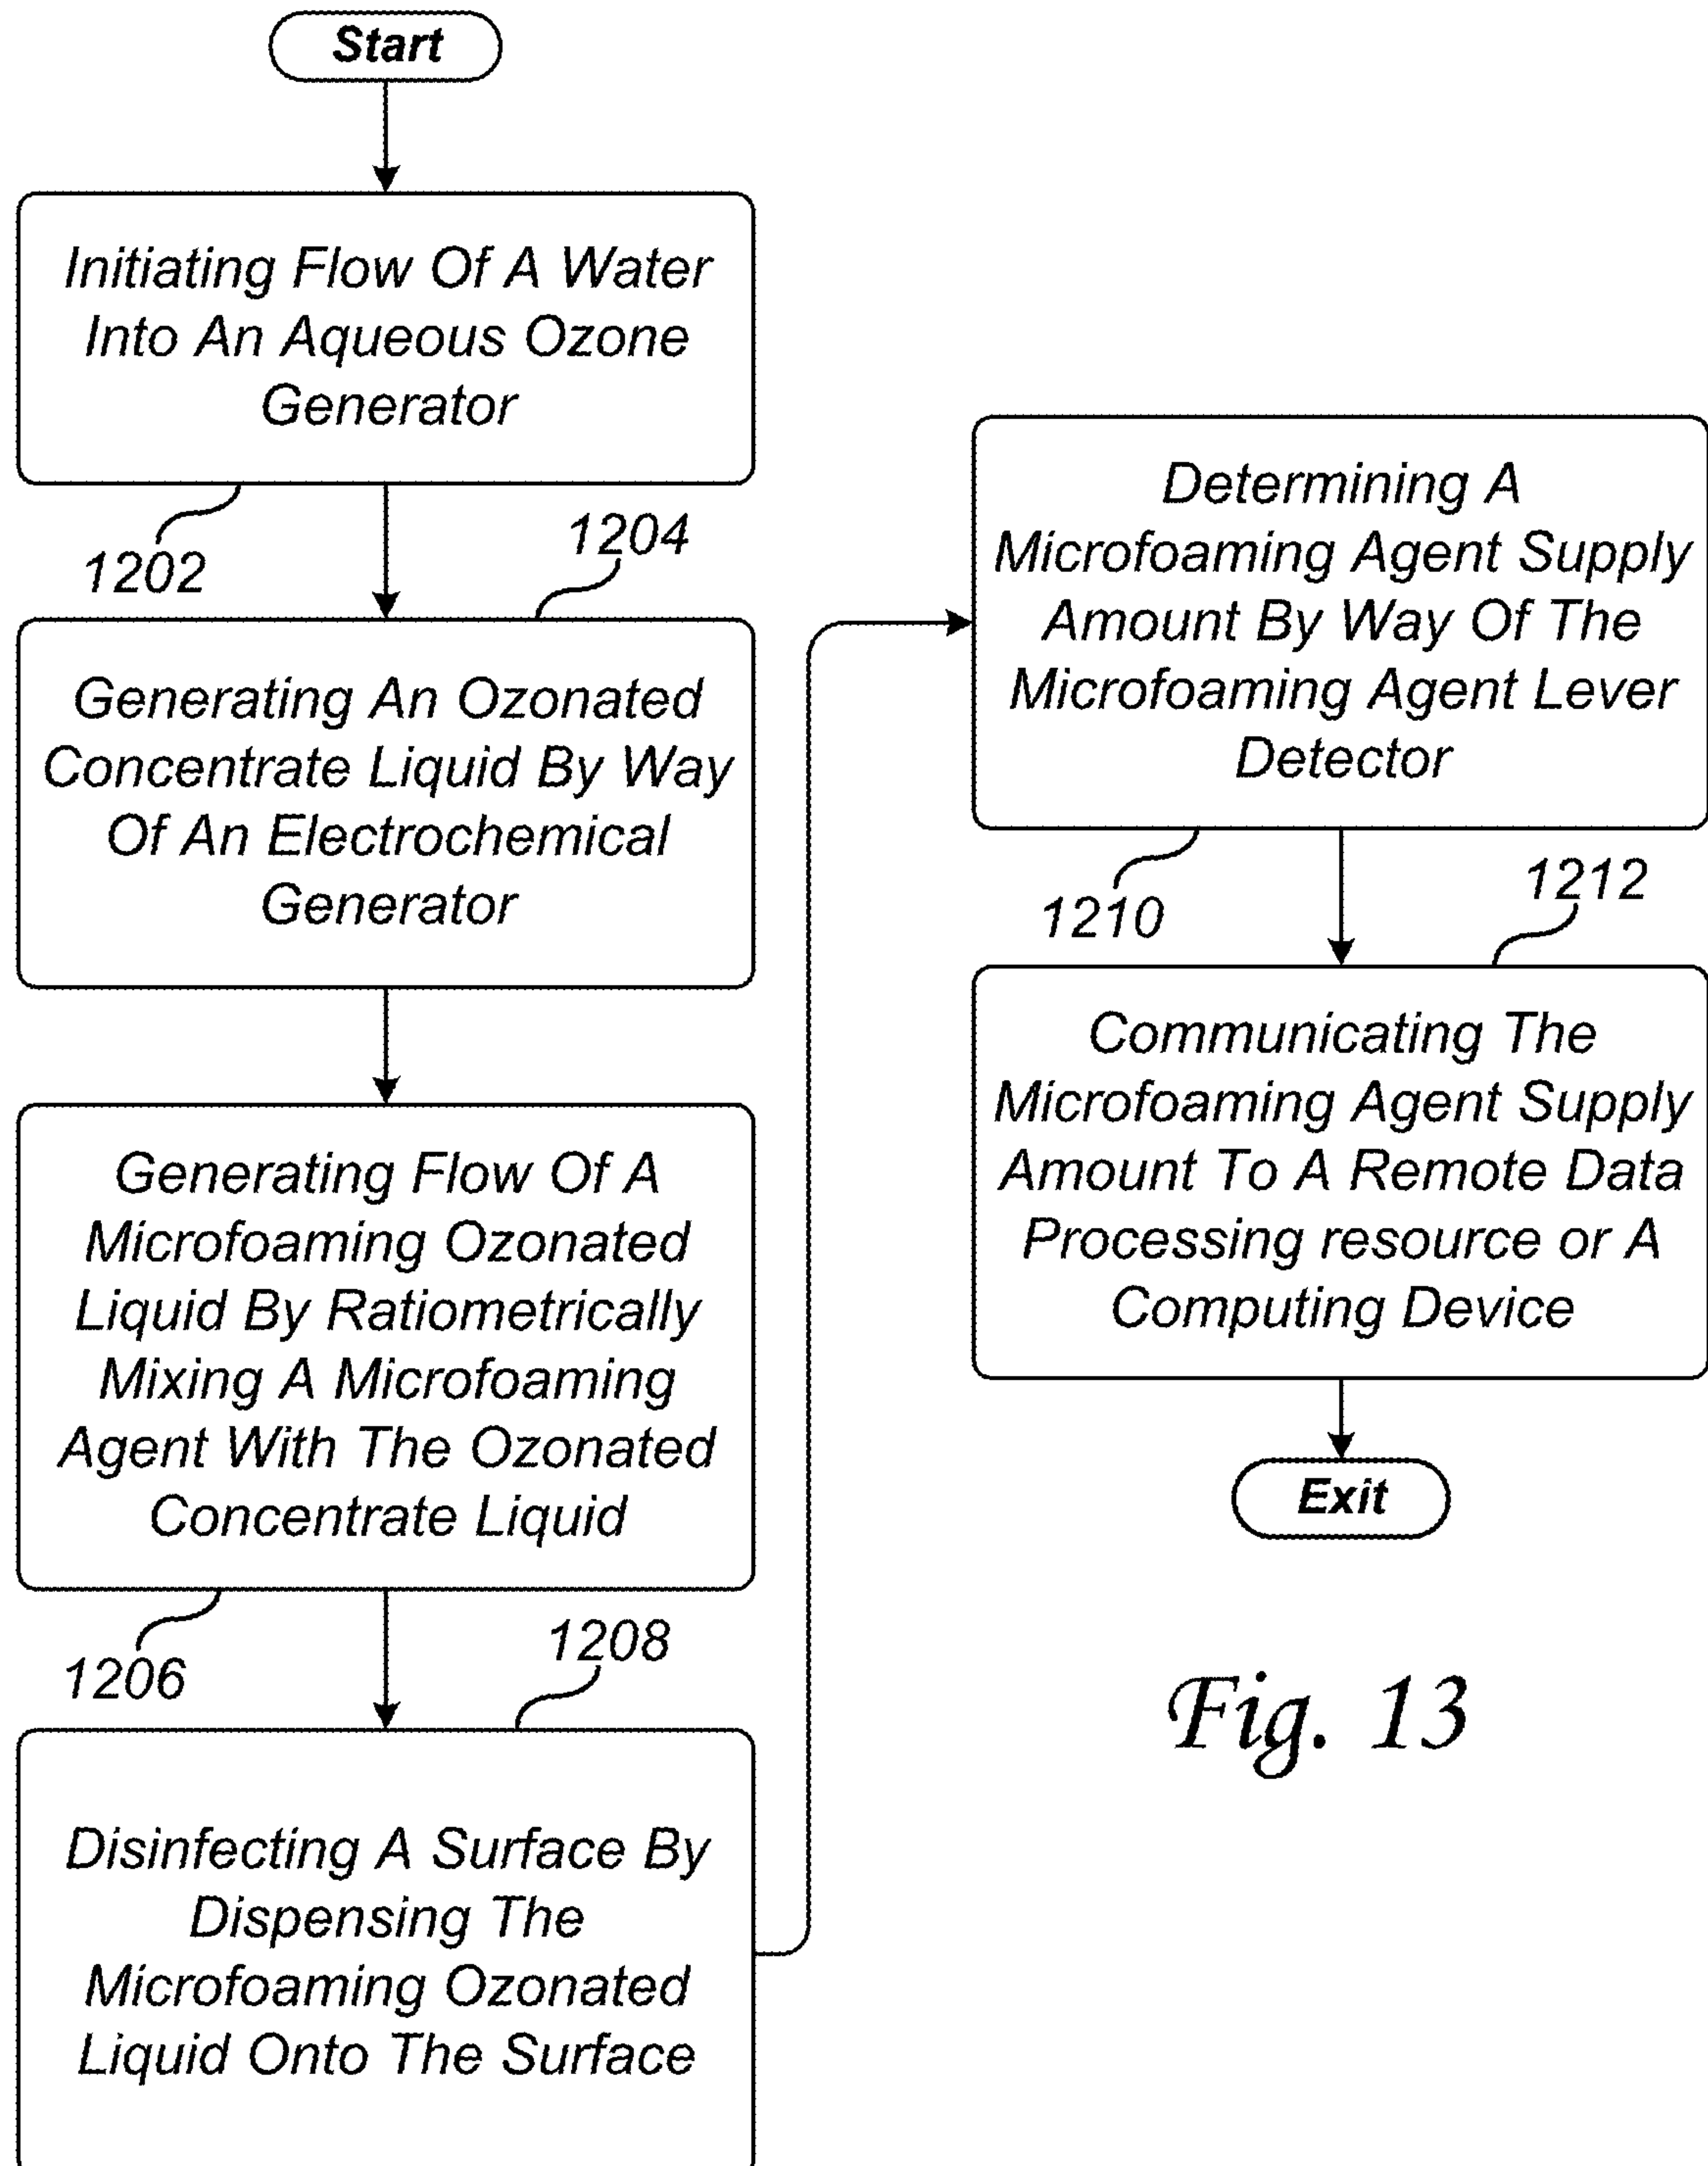 Start
Initiating Flow Of A Water
Into An Aqueous Ozone
Generator
1202
1204
Generating An Ozonated
Concentrate Liquid By Way
Of An Electrochemical
Generator
Generating Flow Of A
Microfoaming Ozonated
Liquid By Ratiometrically
Mixing A Microfoaming
Agent With The Ozonated
Concentrate Liquid
1206
1208
Disinfecting A Surface By
Dispensing The
Microfoaming Ozonated
Liquid Onto The Surface
Determining A
Microfoaming Agent Supply
Amount By Way Of The
Microfoaming Agent Lever
Detector
1210
1212
Communicating The
Microfoaming Agent Supply
Amount To A Remote Data
Processing resource or A
Computing Device
Exit
Fig. 13